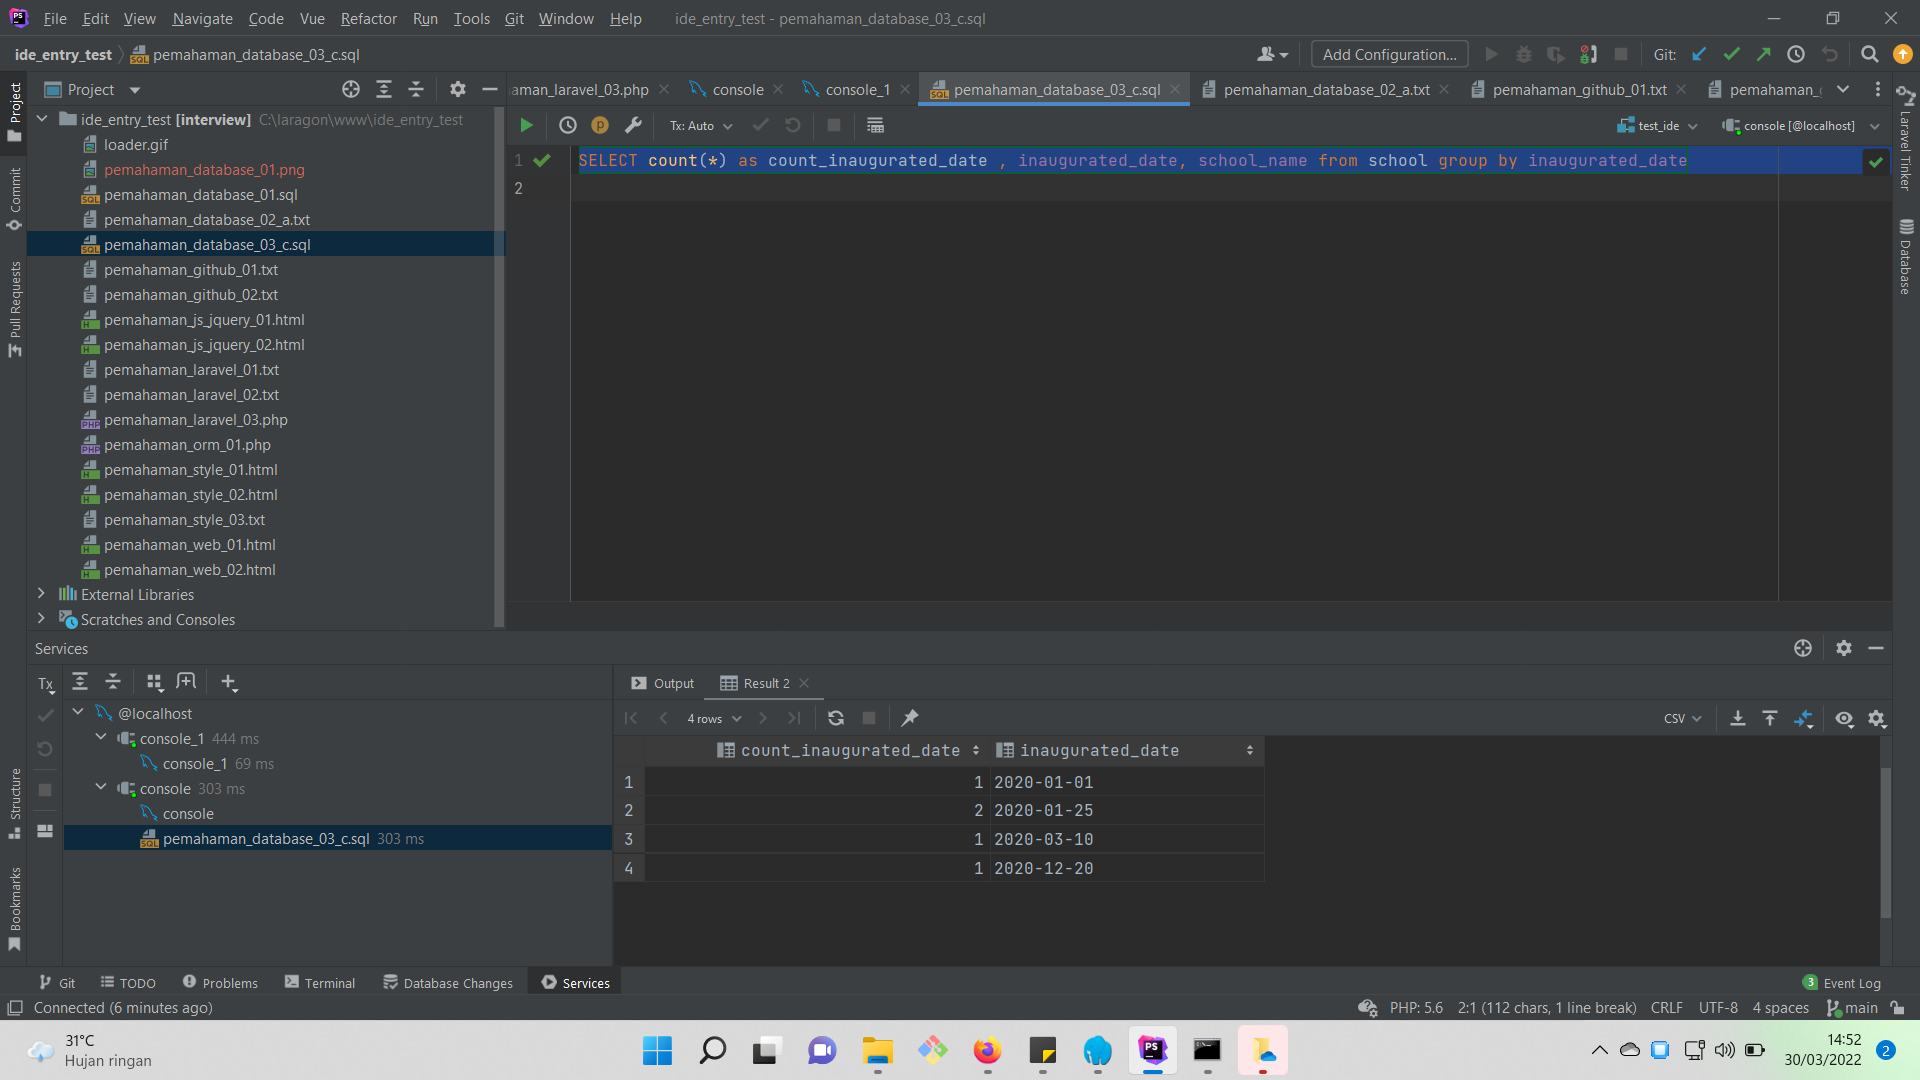 PS File Edit View Navigate Code Vue Refactor Run Tools Git Window Help ide_entry_test - pemahaman_database_03_c.sql
ide_entry_test pemahaman_database_03_c.sql Add Configuration... Git:
Project
aman_laravel_03.php console console_1 pemahaman_database_03_c.sql pemahaman_database_02_a.txt pemahaman_github_01.txt pemahaman_
Tx: Auto test_ide console [@localhost]
Project
Commit
Pull Requests
Structure
Bookmarks
Laravel Tinker
Database
ide_entry_test [interview] C:\laragon\www\ide_entry_test
loader.gif
pemahaman_database_01.png
pemahaman_database_01.sql
pemahaman_database_02_a.txt
pemahaman_database_03_c.sql
pemahaman_github_01.txt
pemahaman_github_02.txt
pemahaman_js_jquery_01.html
pemahaman_js_jquery_02.html
pemahaman_laravel_01.txt
pemahaman_laravel_02.txt
pemahaman_laravel_03.php
pemahaman_orm_01.php
pemahaman_style_01.html
pemahaman_style_02.html
pemahaman_style_03.txt
pemahaman_web_01.html
pemahaman_web_02.html
External Libraries
Scratches and Consoles
1 SELECT count(*) as count_inaugurated_date , inaugurated_date, school_name from school group by inaugurated_date
2
Services
Tx
@localhost
console_1 444 ms
console_1 69 ms
console 303 ms
console
pemahaman_database_03_c.sql 303 ms
Output Result 2
4 rows CSV
count_inaugurated_date inaugurated_date
1 1 2020-01-01
2 2 2020-01-25
3 1 2020-03-10
4 1 2020-12-20
Git TODO Problems Terminal Database Changes Services 3 Event Log
Connected (6 minutes ago) PHP: 5.6 2:1 (112 chars, 1 line break) CRLF UTF-8 4 spaces main
31°C
Hujan ringan
PS
14:52
30/03/2022
2